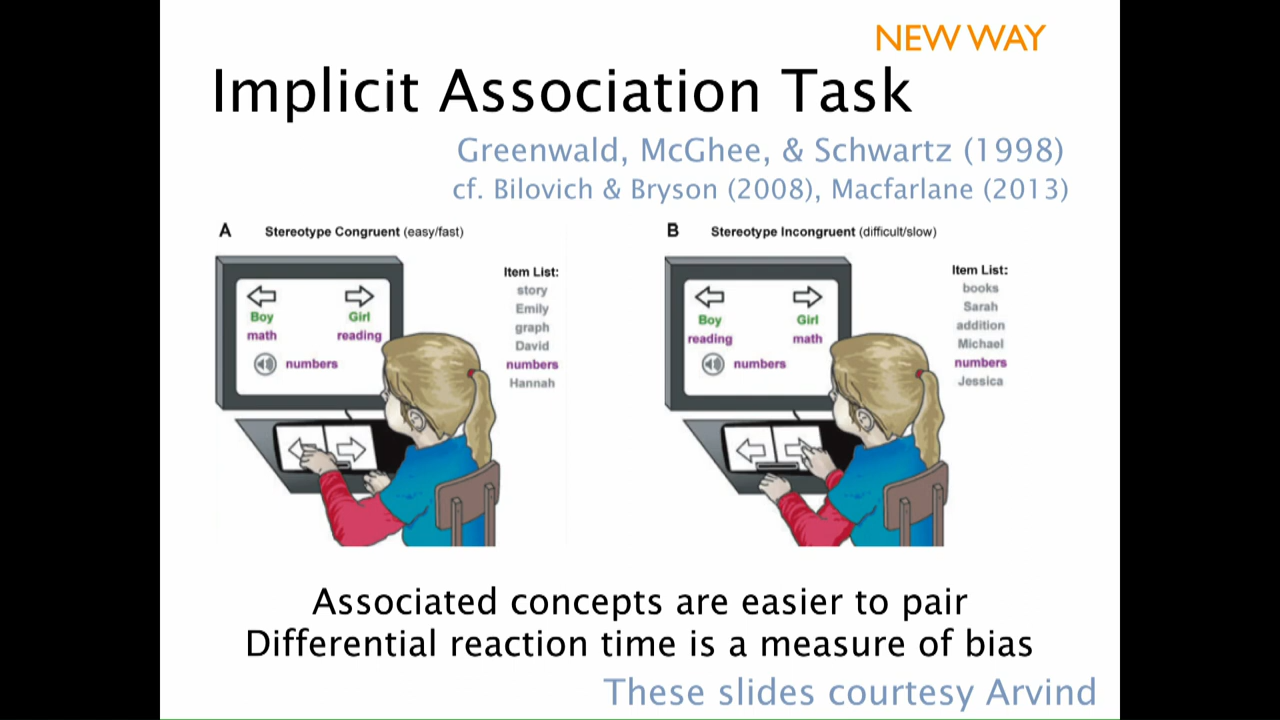 NEW WAY
Implicit Association Task
Greenwald, McGhee, & Schwartz (1998)
cf. Bilovich & Bryson (2008), Macfarlane (2013)
A Stereotype Congruent (easy/fast)
Boy Girl
math reading
numbers
Item List:
story
Emily
graph
David
numbers
Hannah
B Stereotype Incongruent (difficult/slow)
Boy Girl
reading math
numbers
Item List:
books
Sarah
addition
Michael
numbers
Jessica
Associated concepts are easier to pair
Differential reaction time is a measure of bias
These slides courtesy Arvind